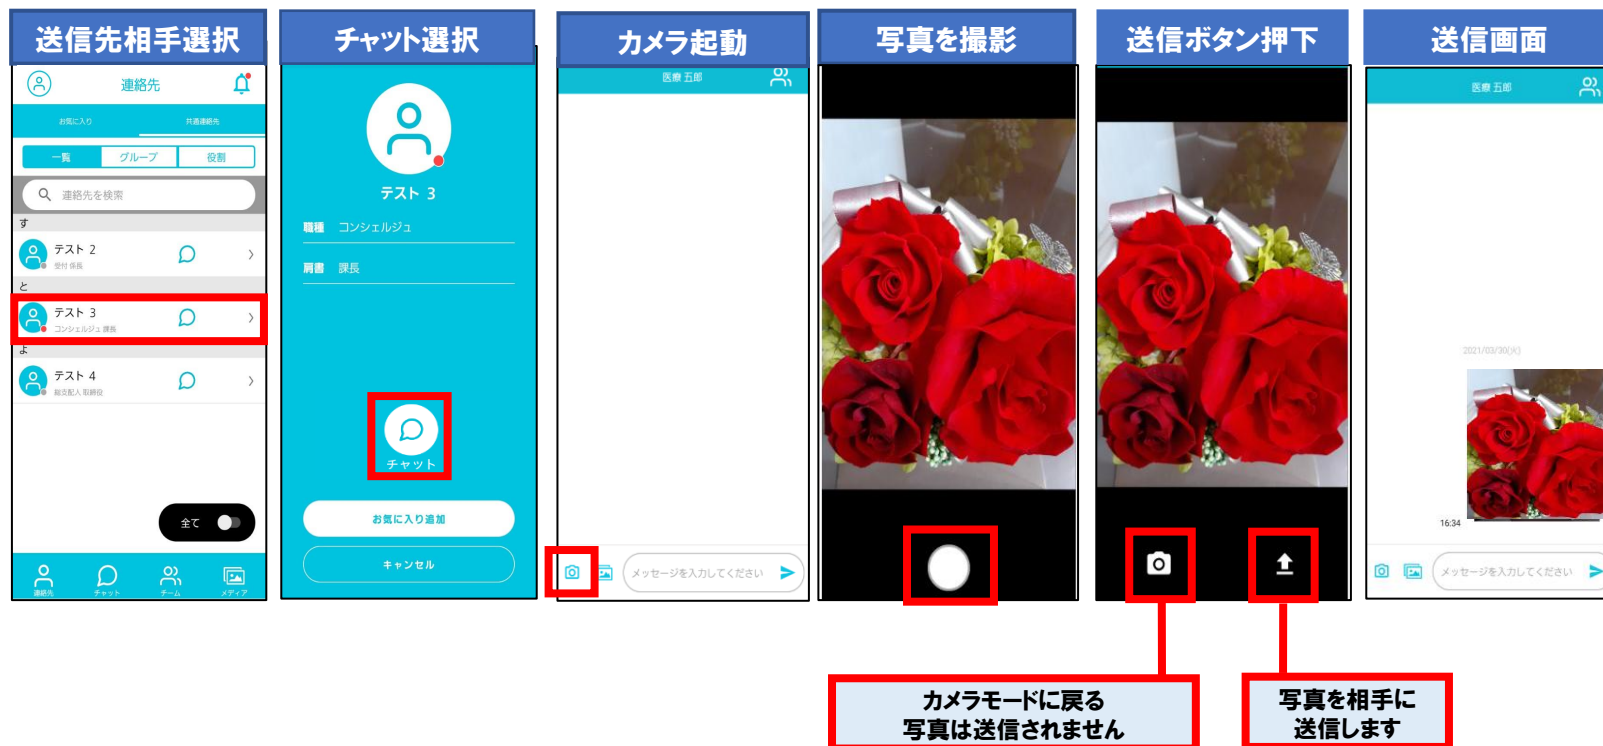 送信先相手選択
連絡先
お気に入り
共通連絡先
一覧
グループ
役割
連絡先を検索
す
テスト 2
受付 係長
と
テスト 3
コンシェルジュ 課長
よ
テスト 4
総支配人 取締役
全て
連絡先
チャット
チーム
メディア
チャット選択
テスト 3
職種 コンシェルジュ
肩書 課長
チャット
お気に入り追加
キャンセル
カメラ起動
医療 五郎
メッセージを入力してください
写真を撮影
送信ボタン押下
カメラモードに戻る
写真は送信されません
写真を相手に
送信します
送信画面
医療 五郎
2021/03/30(火)
16:34
メッセージを入力してください